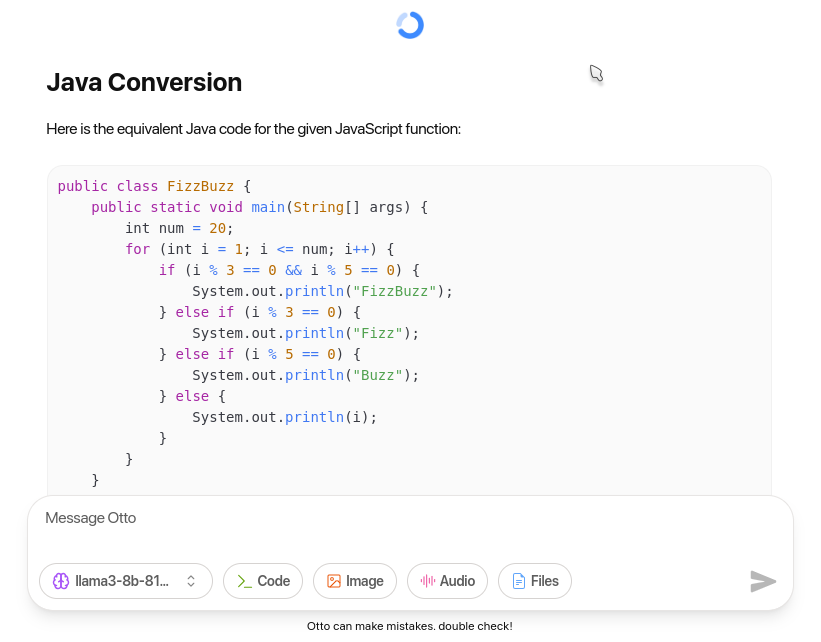 Java Conversion
Here is the equivalent Java code for the given JavaScript function:
public class FizzBuzz {
    public static void main(String[] args) {
        int num = 20;
        for (int i = 1; i <= num; i++) {
            if (i % 3 == 0 && i % 5 == 0) {
                System.out.println("FizzBuzz");
            } else if (i % 3 == 0) {
                System.out.println("Fizz");
            } else if (i % 5 == 0) {
                System.out.println("Buzz");
            } else {
                System.out.println(i);
            }
        }
    }
Message Otto
llama3-8b-81... Code Image Audio Files
Otto can make mistakes. double check!